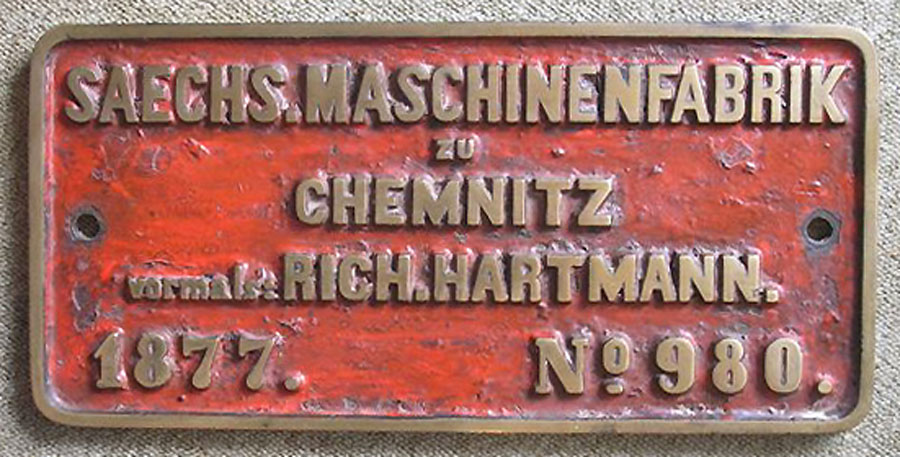 SAECHS.MASCHINENFABRIK
zu
CHEMNITZ
vormals: RICH.HARTMANN.
1877. Nº 980.